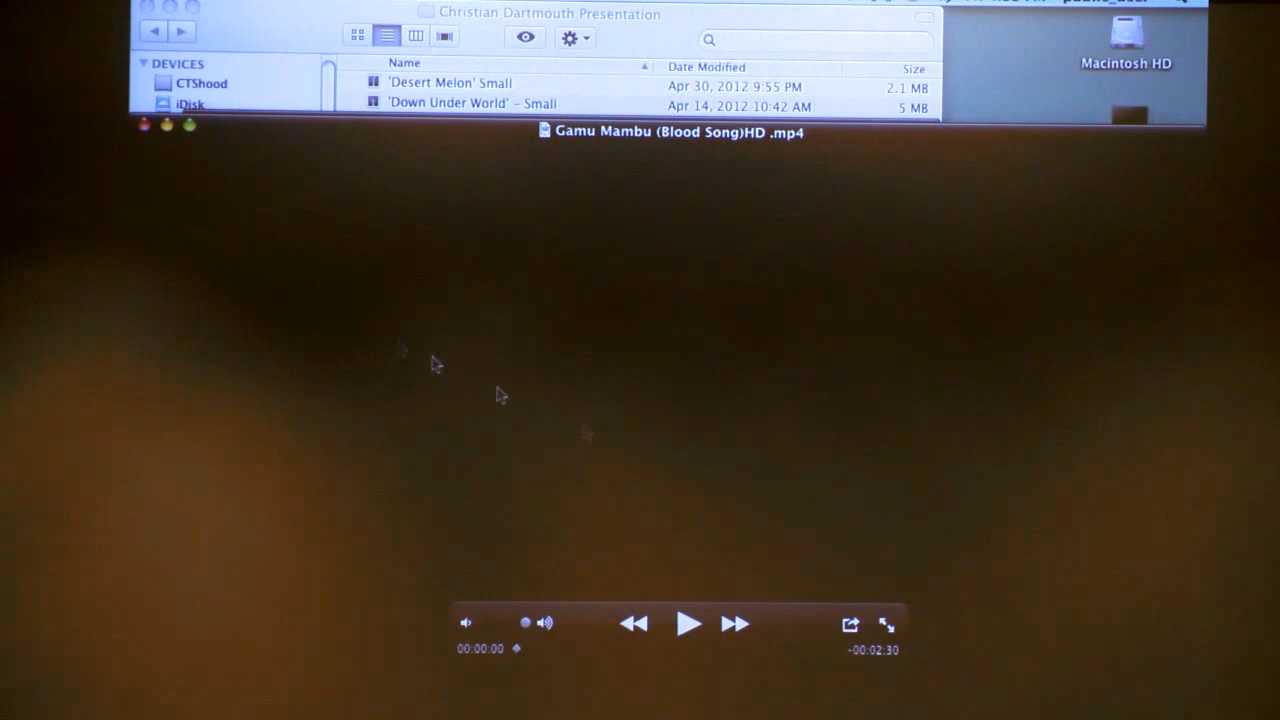 Christian Dartmouth Presentation
DEVICES
CTShood
iDisk
Name
Date Modified
Size
'Desert Melon' Small
Apr 30, 2012 9:55 PM
2.1 MB
'Down Under World' – Small
Apr 14, 2012 10:42 AM
5 MB
Macintosh HD
Gamu Mambu (Blood Song)HD .mp4
00:00:00
-00:02:30